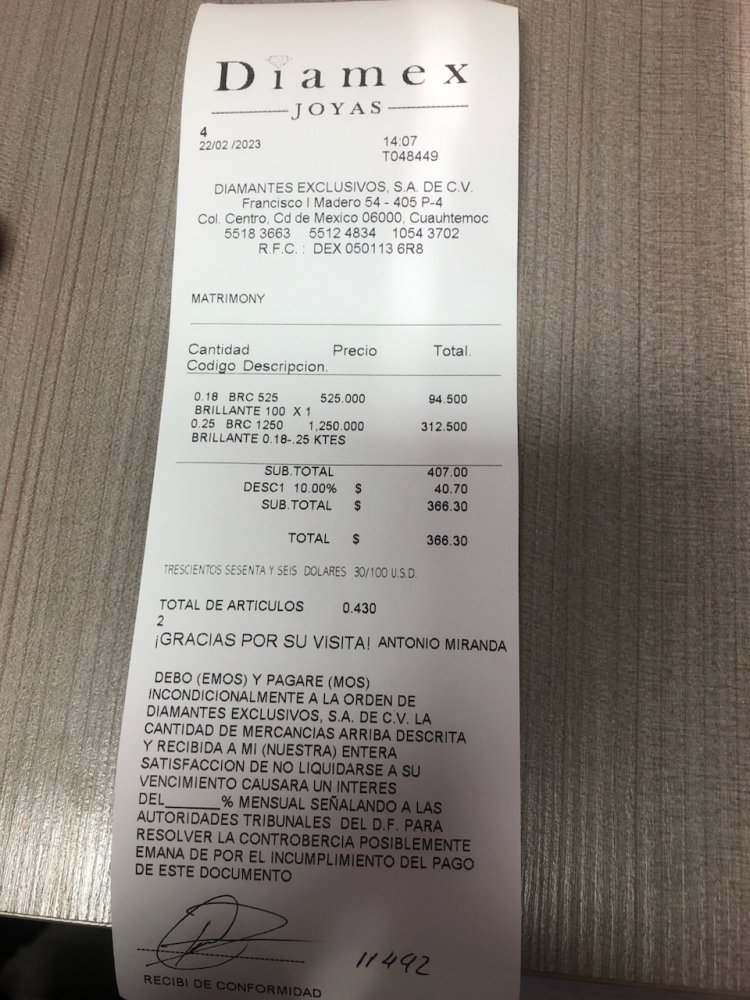 Diamex
JOYAS
4
22/02 /2023 14:07
T048449
DIAMANTES EXCLUSIVOS, S.A. DE C.V.
Francisco I Madero 54 - 405 P-4
Col. Centro, Cd de Mexico 06000, Cuauhtemoc
5518 3663 5512 4834 1054 3702
R.F.C. : DEX 050113 6R8
MATRIMONY
Cantidad Precio Total.
Codigo Descripcion.
0.18 BRC 525 525.000 94.500
BRILLANTE 100 X 1
0.25 BRC 1250 1,250.000 312.500
BRILLANTE 0.18-.25 KTES
SUB.TOTAL 407.00
DESC1 10.00% $ 40.70
SUB.TOTAL $ 366.30
TOTAL $ 366.30
TRESCIENTOS SESENTA Y SEIS DOLARES 30/100 U.S.D.
TOTAL DE ARTICULOS 0.430
2
¡GRACIAS POR SU VISITA! ANTONIO MIRANDA
DEBO (EMOS) Y PAGARE (MOS)
INCONDICIONALMENTE A LA ORDEN DE
DIAMANTES EXCLUSIVOS, S.A. DE C.V. LA
CANTIDAD DE MERCANCIAS ARRIBA DESCRITA
Y RECIBIDA A MI (NUESTRA) ENTERA
SATISFACCION DE NO LIQUIDARSE A SU
VENCIMIENTO CAUSARA UN INTERES
DEL______% MENSUAL SEÑALANDO A LAS
AUTORIDADES TRIBUNALES DEL D.F. PARA
RESOLVER LA CONTROBERCIA POSIBLEMENTE
EMANA DE POR EL INCUMPLIMIENTO DEL PAGO
DE ESTE DOCUMENTO
11492
RECIBI DE CONFORMIDAD